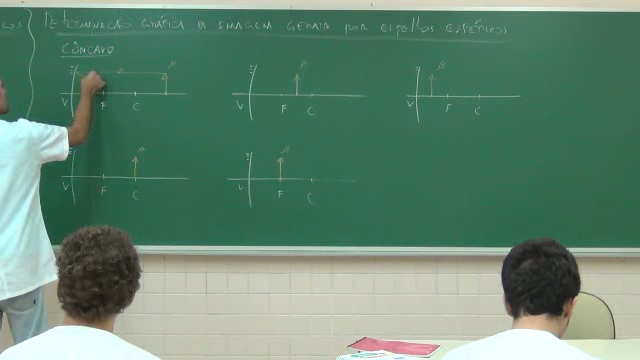 DETERMINAÇÃO GRÁFICA DA IMAGEM GERADA POR ESPELHOS ESFÉRICOS
CÔNCAVO
V F C
V F C
V F C
V F C
V F C